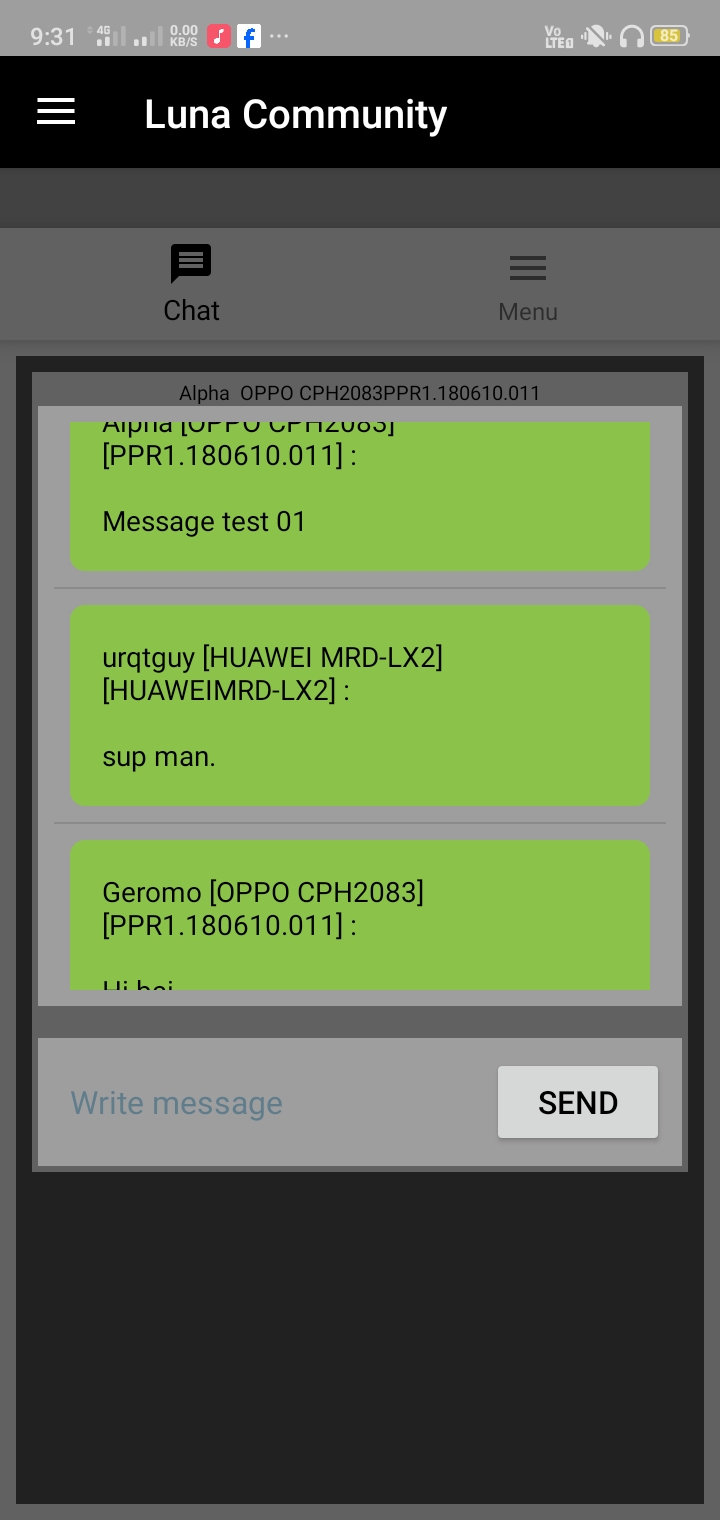 9:31 4G 0.00 KB/S Vo LTE 85
Luna Community
Chat
Menu
Alpha OPPO CPH2083PPR1.180610.011
Alpha [OPPO CPH2083]
[PPR1.180610.011] :
Message test 01
urqtguy [HUAWEI MRD-LX2]
[HUAWEIMRD-LX2] :
sup man.
Geromo [OPPO CPH2083]
[PPR1.180610.011] :
Write message
SEND